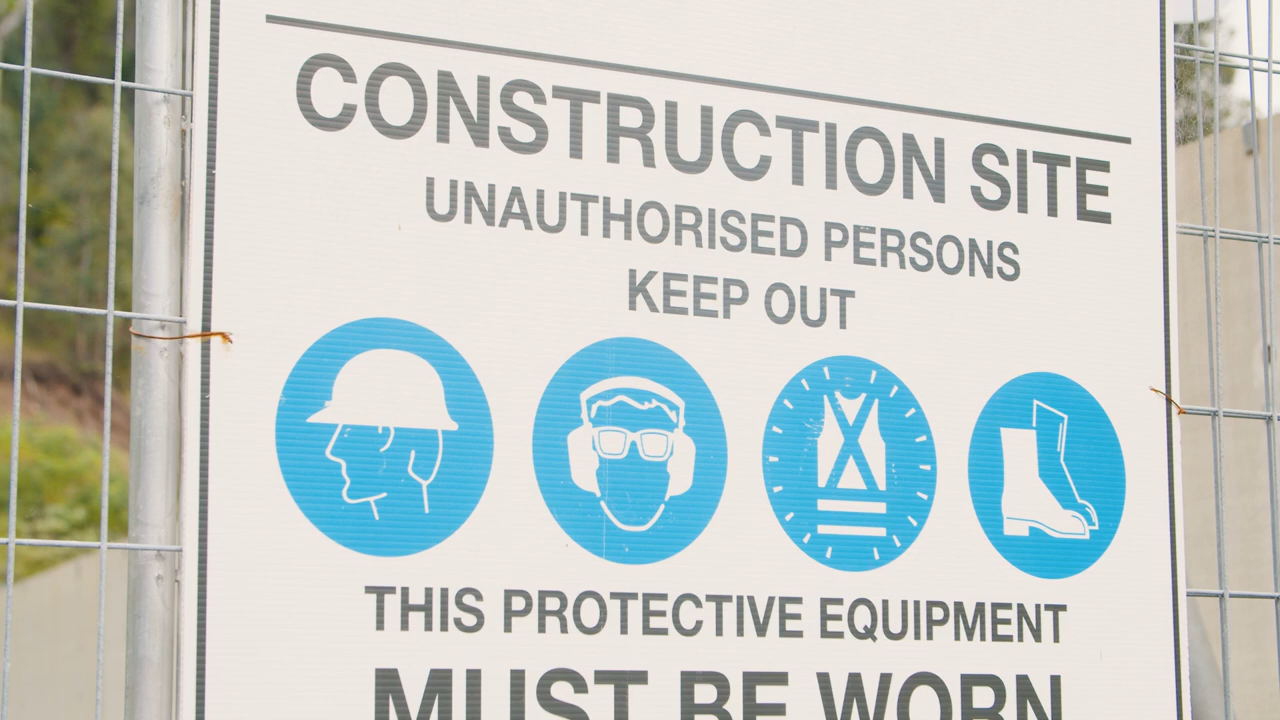 CONSTRUCTION SITE
UNAUTHORISED PERSONS
KEEP OUT
THIS PROTECTIVE EQUIPMENT
MUST BE WORN